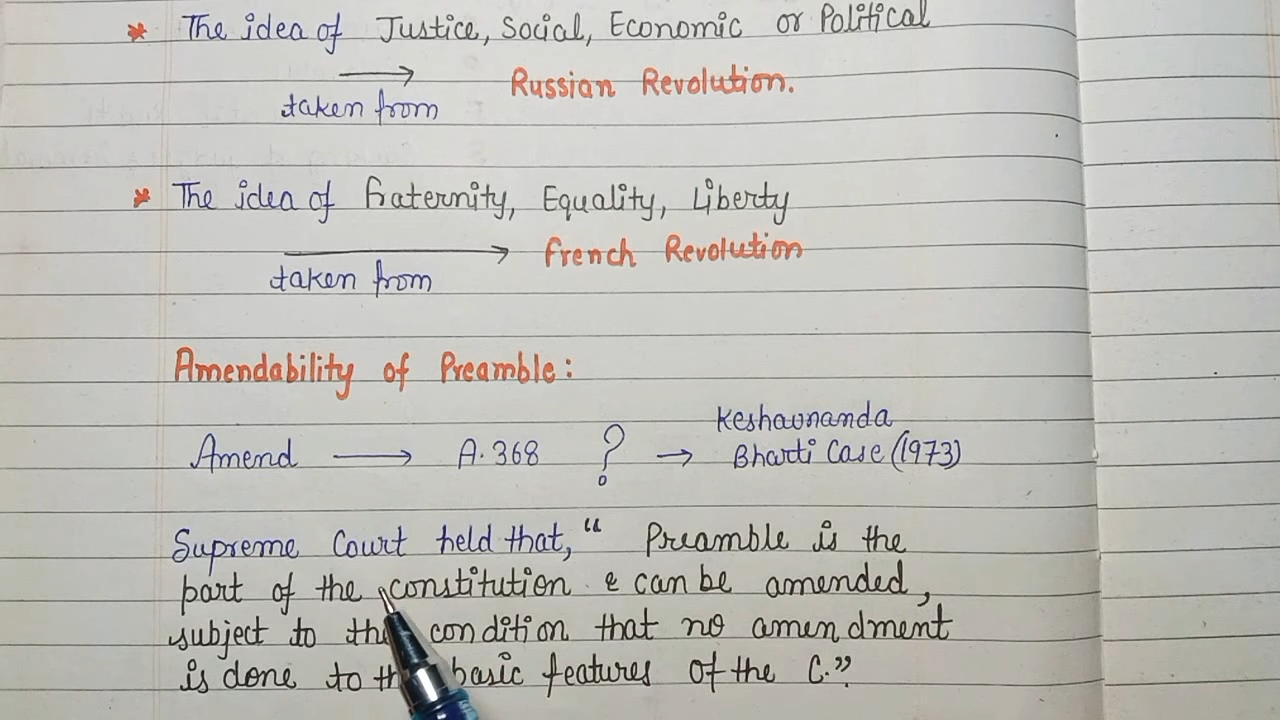 * The idea of Justice, Social, Economic or Political
→ Russian Revolution.
taken from
* The idea of Fraternity, Equality, Liberty
→ French Revolution
taken from
Amendability of Preamble:
Amend → A. 368 ? → Keshavnanda
Bharti Case (1973)
Supreme Court held that, “ Preamble is the
part of the constitution & can be amended,
subject to the condition that no amendment
is done to the basic features of the C.”